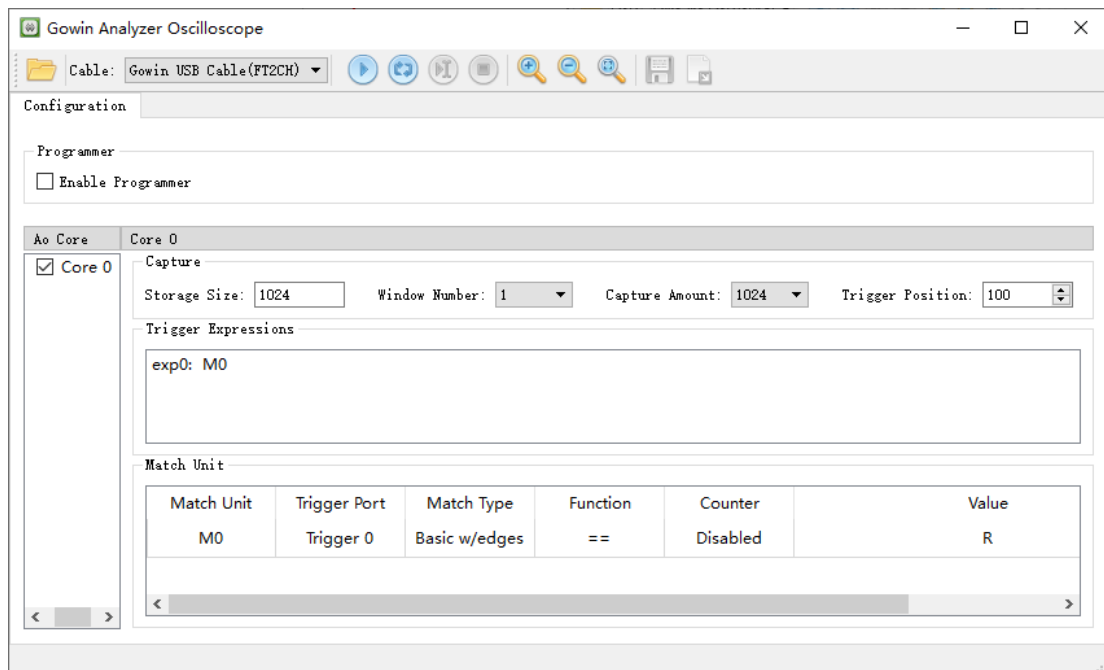 Gowin Analyzer Oscilloscope
Cable: Gowin USB Cable(FT2CH)
Configuration
Programmer
Enable Programmer
Ao Core Core 0
Core 0
Capture
Storage Size: 1024 Window Number: 1 Capture Amount: 1024 Trigger Position: 100
Trigger Expressions
exp0: M0
Match Unit
Match Unit Trigger Port Match Type Function Counter Value
M0 Trigger 0 Basic w/edges == Disabled R